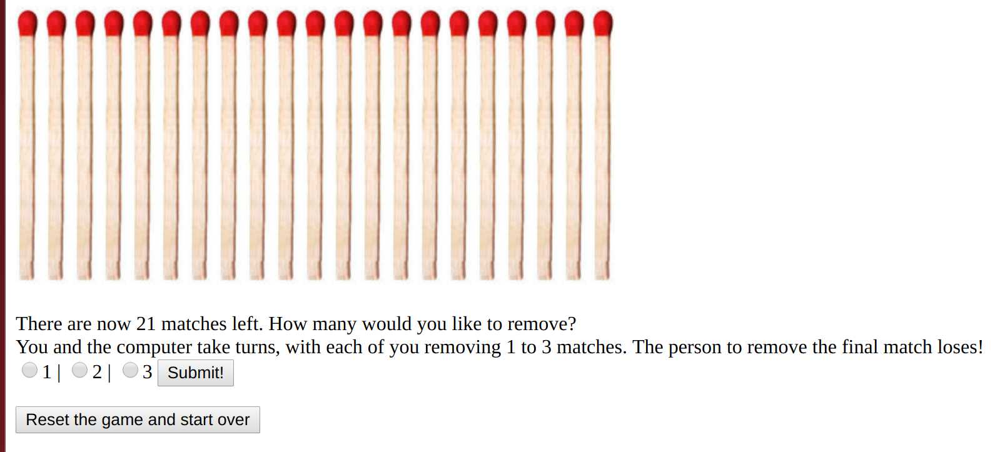 There are now 21 matches left. How many would you like to remove?
You and the computer take turns, with each of you removing 1 to 3 matches. The person to remove the final match loses!
1 | 2 | 3 Submit!
Reset the game and start over